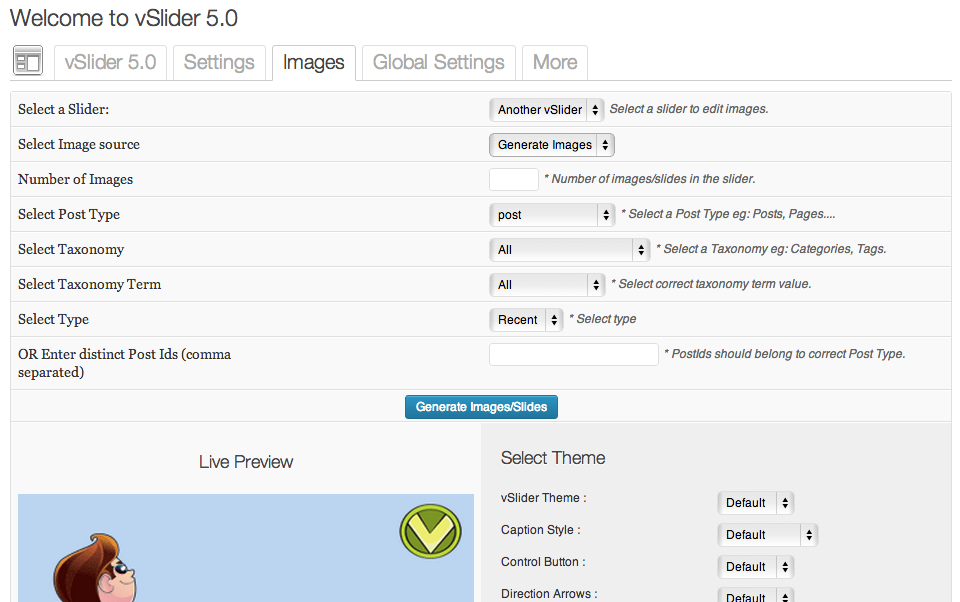 Welcome to vSlider 5.0
vSlider 5.0 Settings Images Global Settings More
Select a Slider: Another vSlider Select a slider to edit images.
Select Image source Generate Images
Number of Images * Number of images/slides in the slider.
Select Post Type post * Select a Post Type eg: Posts, Pages....
Select Taxonomy All * Select a Taxonomy eg: Categories, Tags.
Select Taxonomy Term All * Select correct taxonomy term value.
Select Type Recent * Select type
OR Enter distinct Post Ids (comma * PostIds should belong to correct Post Type.
separated)
Generate Images/Slides
Live Preview
Select Theme
vSlider Theme : Default
Caption Style : Default
Control Button : Default
Direction Arrows : Default